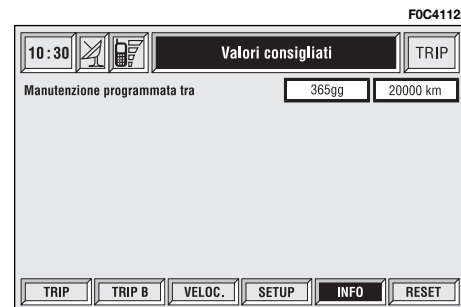 F0C4112
10:30 Valori consigliati TRIP
Manutenzione programmata tra 365gg 20000 km
TRIP TRIP B VELOC. SETUP INFO RESET